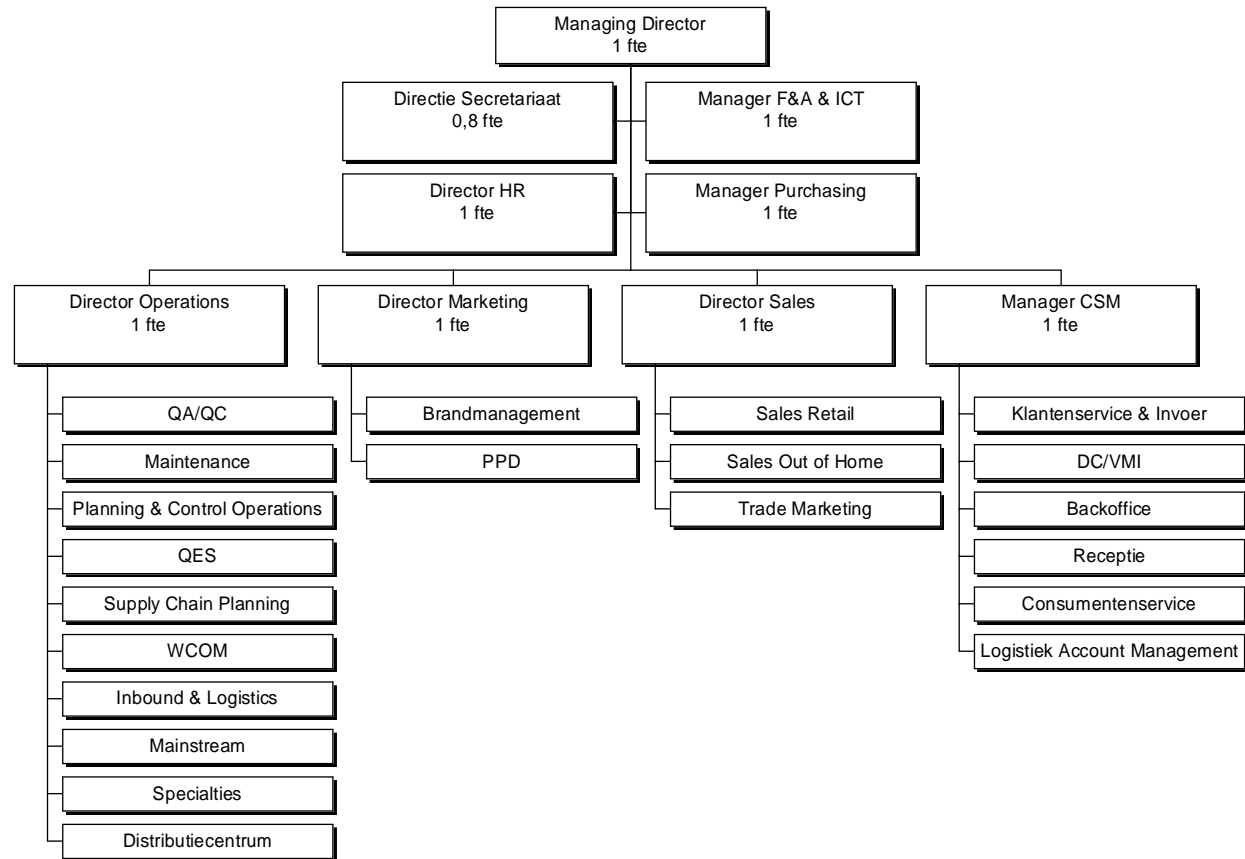 Managing Director
1 fte
Directie Secretariaat
0,8 fte
Manager F&A & ICT
1 fte
Director HR
1 fte
Manager Purchasing
1 fte
Director Operations
1 fte
Director Marketing
1 fte
Director Sales
1 fte
Manager CSM
1 fte
QA/QC
Maintenance
Planning & Control Operations
QES
Supply Chain Planning
WCOM
Inbound & Logistics
Mainstream
Specialties
Distributiecentrum
Brandmanagement
PPD
Sales Retail
Sales Out of Home
Trade Marketing
Klantenservice & Invoer
DC/VMI
Backoffice
Receptie
Consumentenservice
Logistiek Account Management